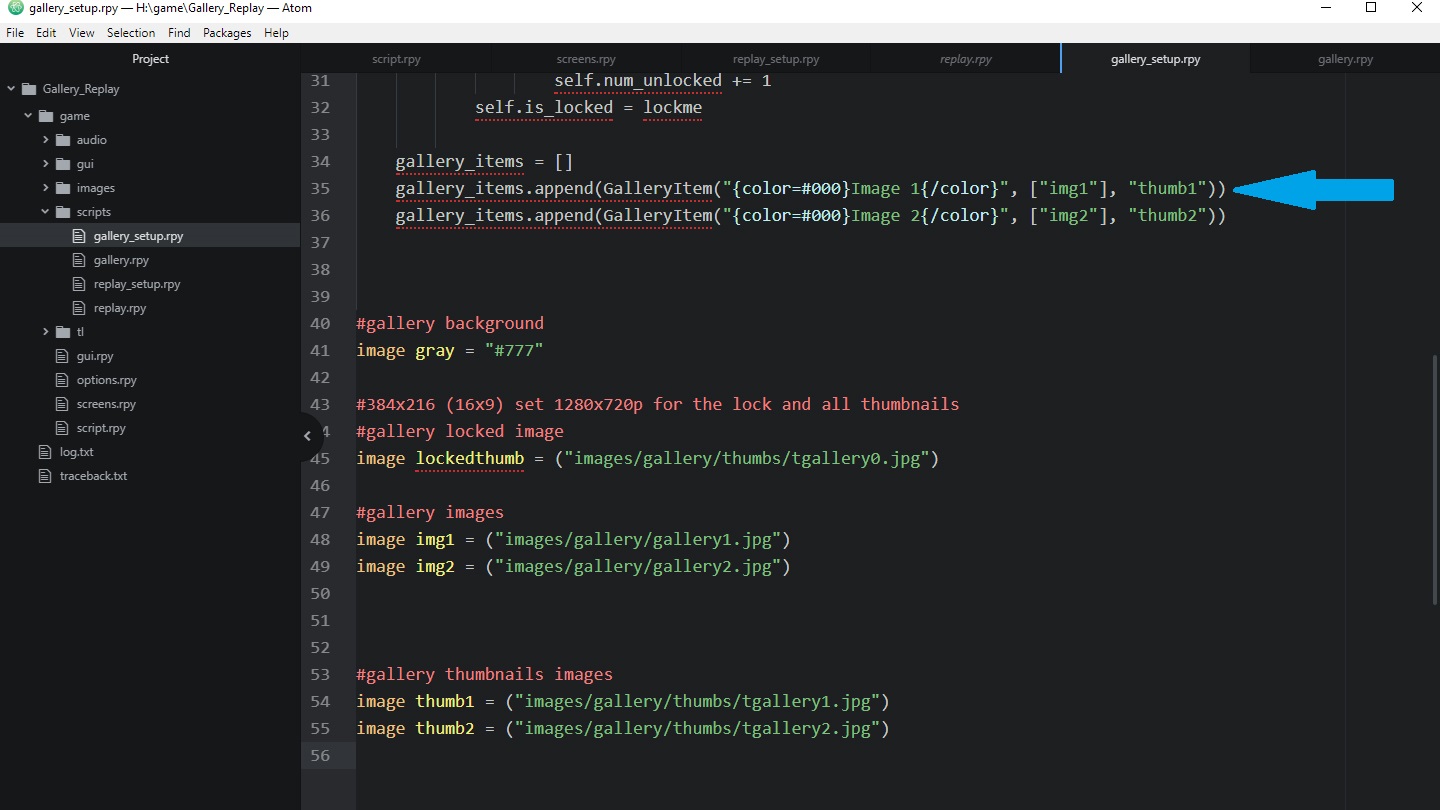 gallery_setup.rpy — H:\game\Gallery_Replay — Atom
File Edit View Selection Find Packages Help
Project
script.rpy screens.rpy replay_setup.rpy replay.rpy gallery_setup.rpy gallery.rpy
Gallery_Replay
game
audio
gui
images
scripts
gallery_setup.rpy
gallery.rpy
replay_setup.rpy
replay.rpy
tl
gui.rpy
options.rpy
screens.rpy
script.rpy
log.txt
traceback.txt
31 self.num_unlocked += 1
32 self.is_locked = lockme
33
34 gallery_items = []
35 gallery_items.append(GalleryItem("{color=#000}Image 1{/color}", ["img1"], "thumb1"))
36 gallery_items.append(GalleryItem("{color=#000}Image 2{/color}", ["img2"], "thumb2"))
37
38
39
40 #gallery background
41 image gray = "#777"
42
43 #384x216 (16x9) set 1280x720p for the lock and all thumbnails
4 #gallery locked image
45 image lockedthumb = ("images/gallery/thumbs/tgallery0.jpg")
46
47 #gallery images
48 image img1 = ("images/gallery/gallery1.jpg")
49 image img2 = ("images/gallery/gallery2.jpg")
50
51
52
53 #gallery thumbnails images
54 image thumb1 = ("images/gallery/thumbs/tgallery1.jpg")
55 image thumb2 = ("images/gallery/thumbs/tgallery2.jpg")
56